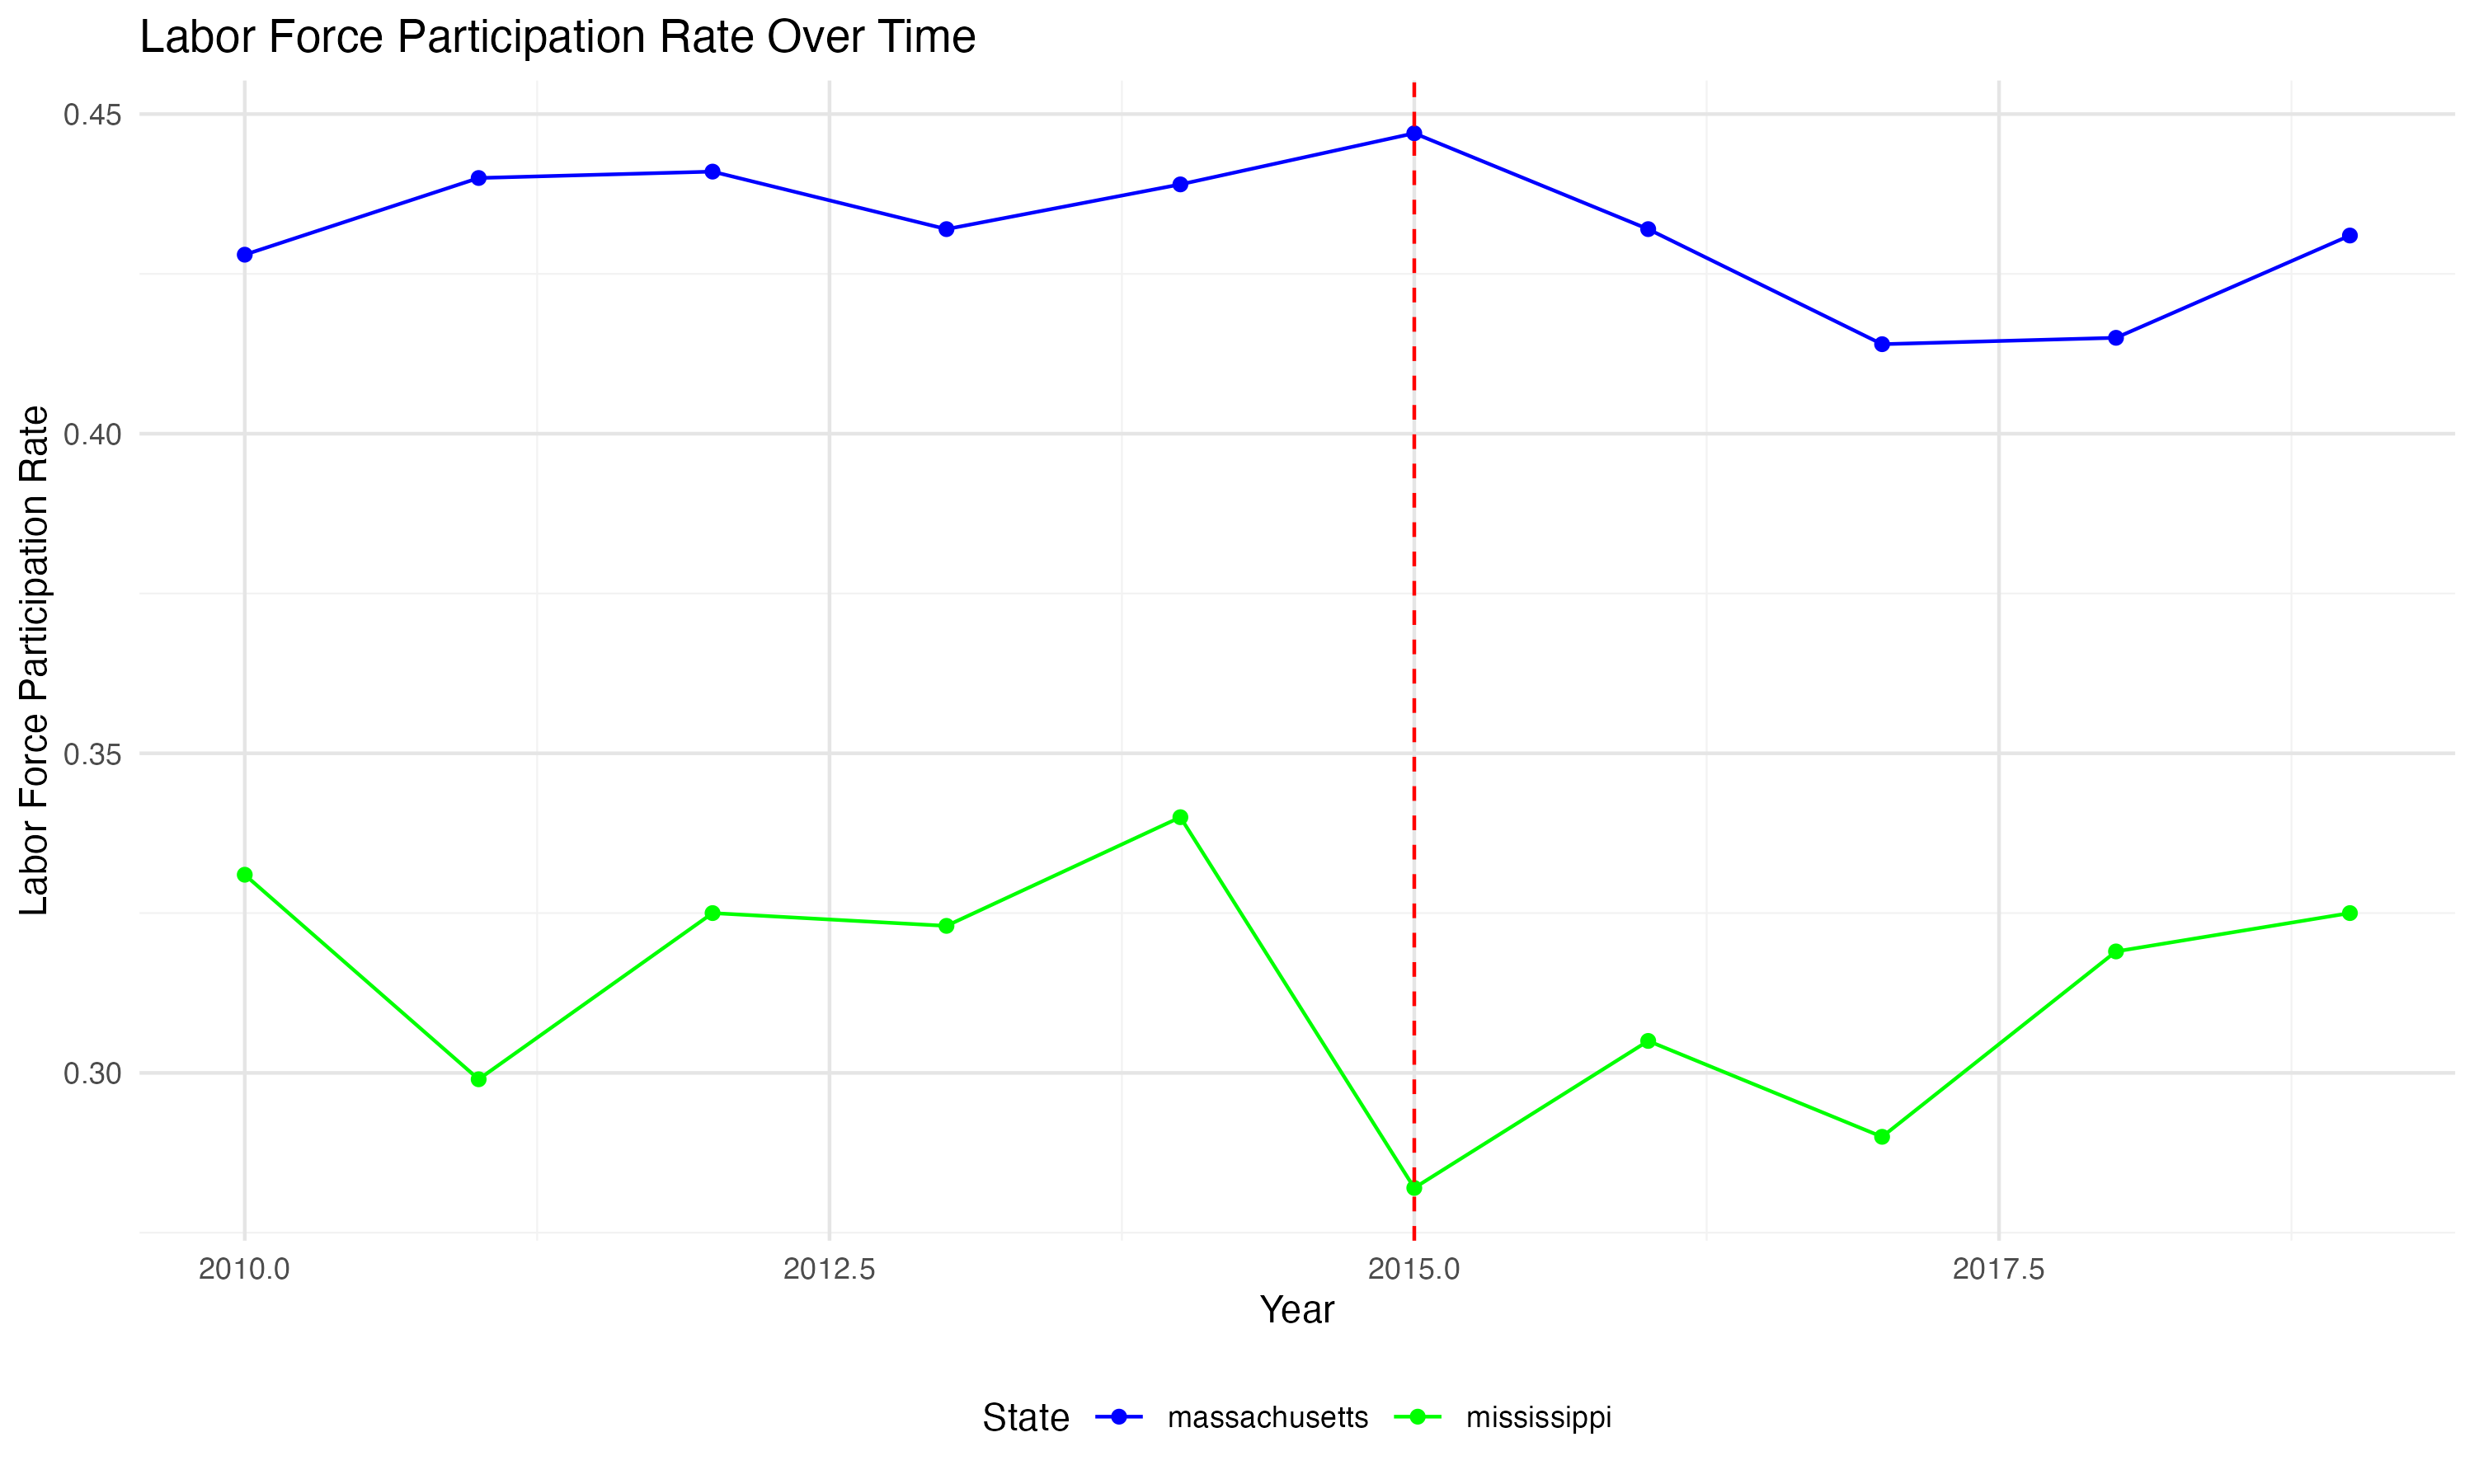 Labor Force Participation Rate Over Time
Labor Force Participation Rate
0.45
0.40
0.35
0.30
2010.0 2012.5 2015.0 2017.5
Year
State massachusetts mississippi